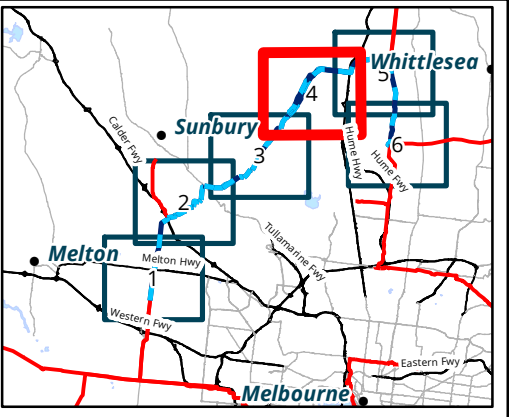 Whittlesea
5
4
Calder Fwy
Sunbury
Hume Hwy
6
3
Hume Fwy
2
Tullamarine Fwy
Melton
Melton Hwy
1
Western Fwy
Eastern Fwy
Melbourne